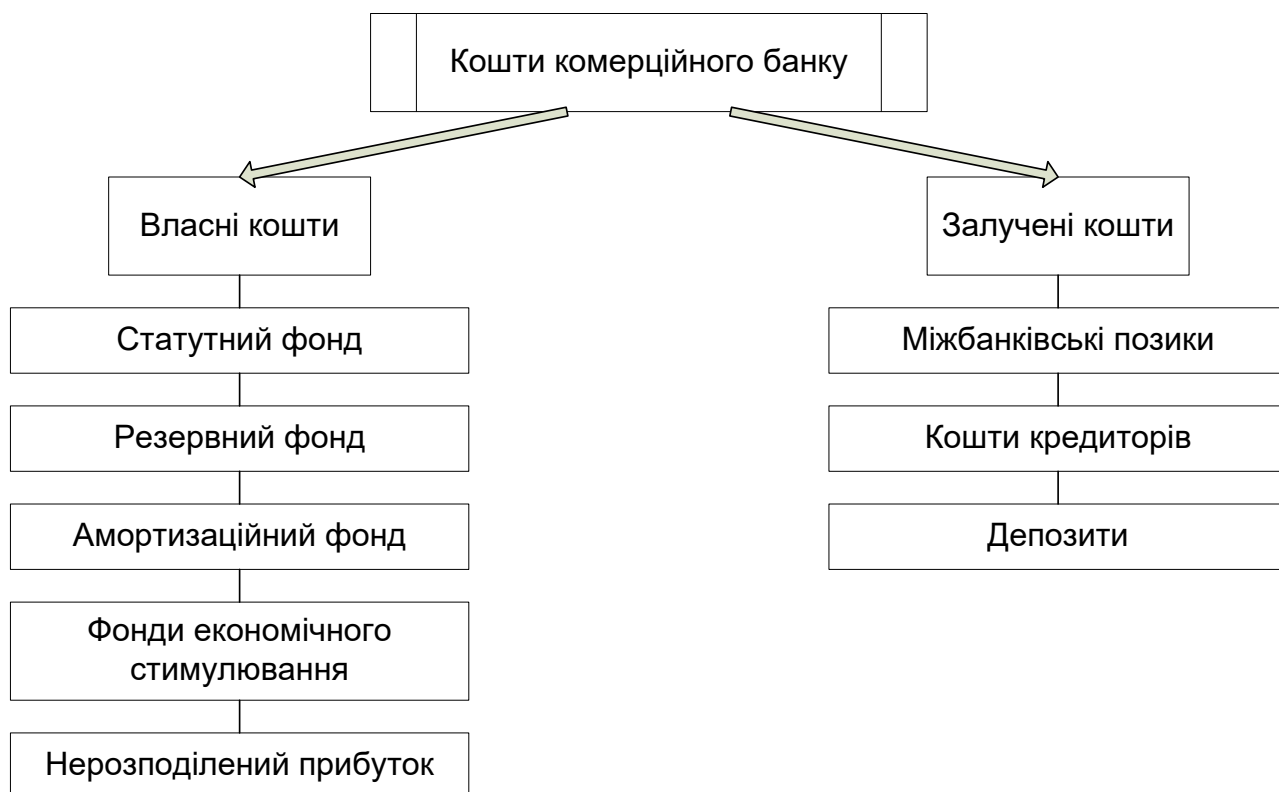 Кошти комерційного банку
Власні кошти
Статутний фонд
Резервний фонд
Амортизаційний фонд
Фонди економічного
стимулювання
Нерозподілений прибуток
Залучені кошти
Міжбанківські позики
Кошти кредиторів
Депозити